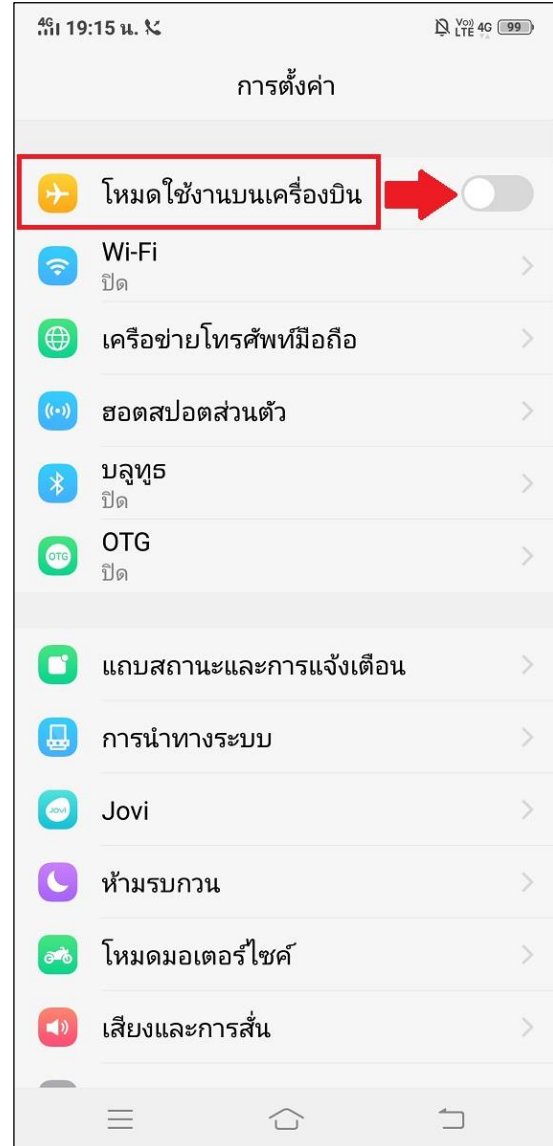 4G 19:15 น. Vo)) LTE 4G 99
การตั้งค่า
โหมดใช้งานบนเครื่องบิน
Wi-Fi
ปิด
เครือข่ายโทรศัพท์มือถือ
ฮอตสปอตส่วนตัว
บลูทูธ
ปิด
OTG
OTG
ปิด
แถบสถานะและการแจ้งเตือน
การนำทางระบบ
Jovi
Jovi
ห้ามรบกวน
โหมดมอเตอร์ไซค์
เสียงและการสั่น